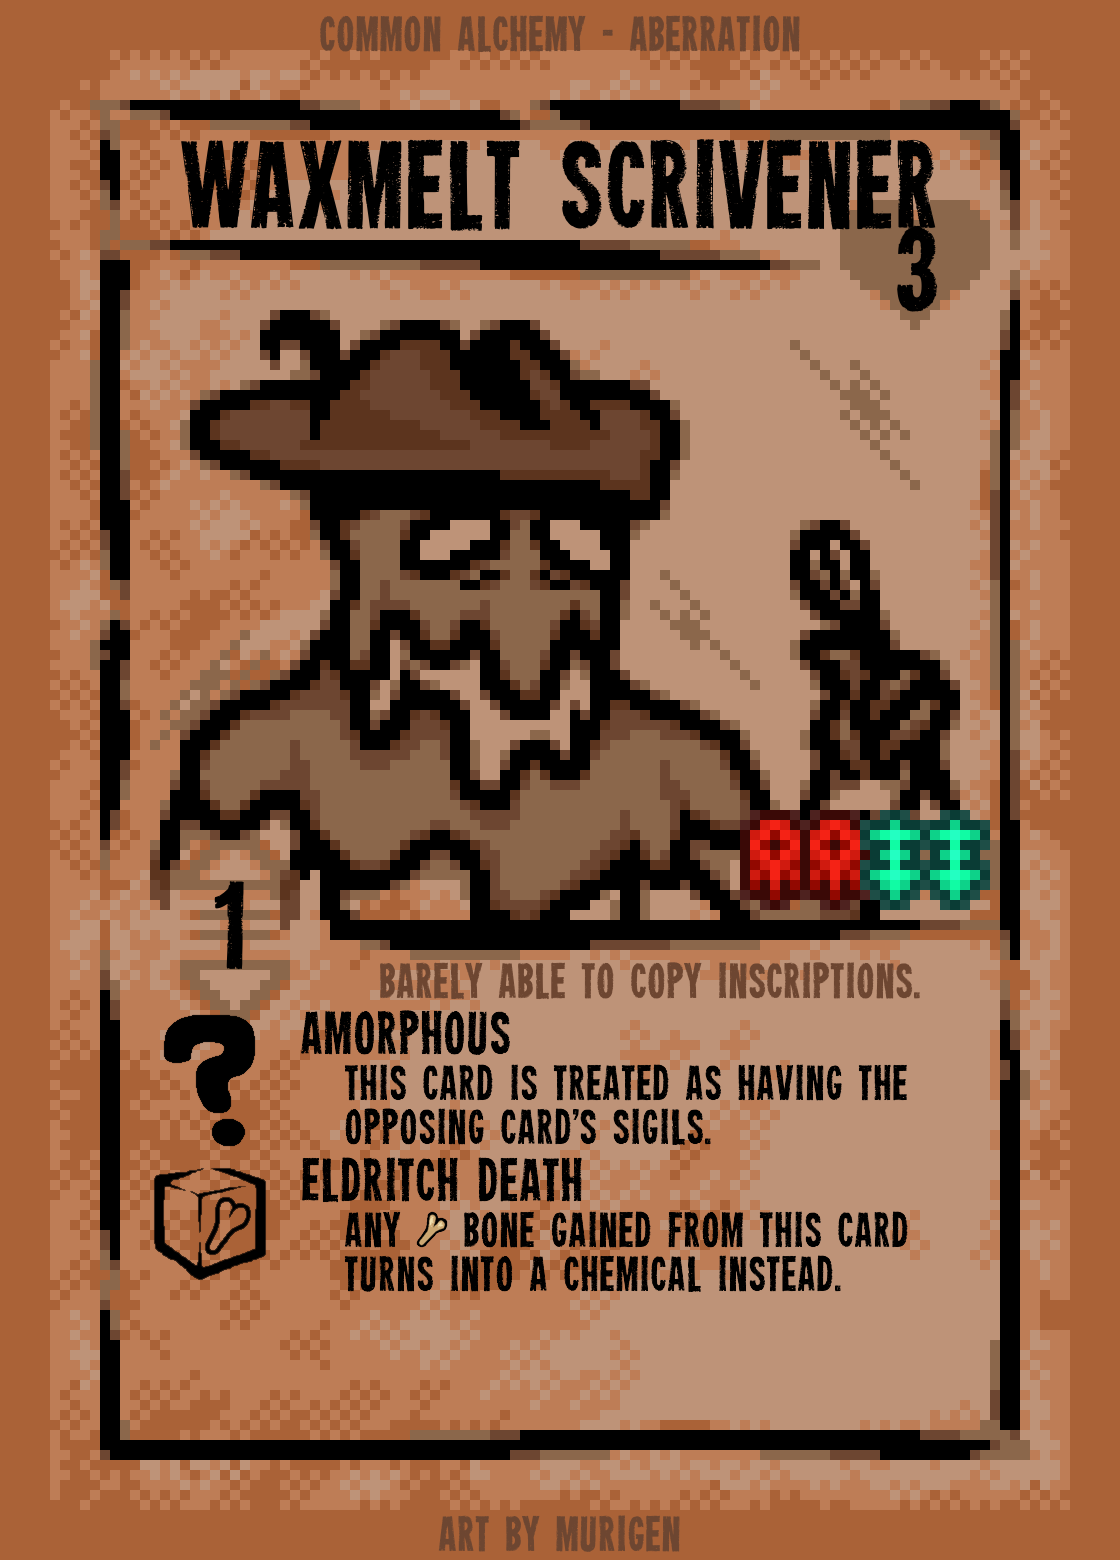 COMMON ALCHEMY - ABERRATION
WAXMELT SCRIVENER
3
1
BARELY ABLE TO COPY INSCRIPTIONS.
AMORPHOUS
THIS CARD IS TREATED AS HAVING THE
OPPOSING CARD'S SIGILS.
ELDRITCH DEATH
ANY BONE GAINED FROM THIS CARD
TURNS INTO A CHEMICAL INSTEAD.
ART BY MURIGEN